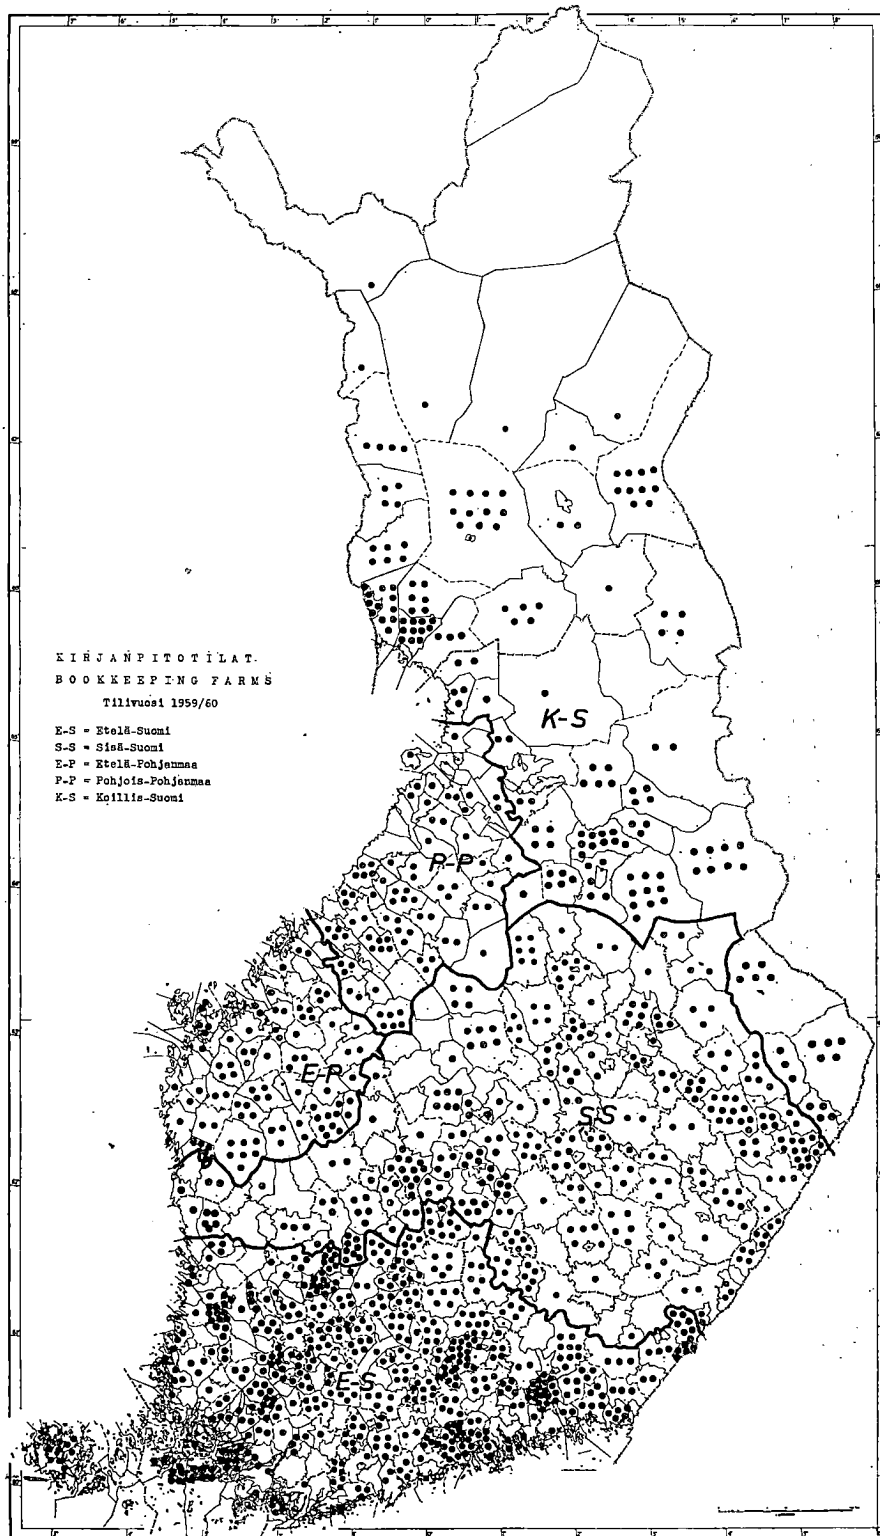 KIRJANPITOTILAT.
BOOKKEEPING FARMS
Tilivuosi 1959/60
E-S = Etelä-Suomi
S-S = Sisä-Suomi
E-P = Etelä-Pohjanmaa
P-P = Pohjois-Pohjanmaa
K-S = Koillis-Suomi
K-S
P-P
E-P
S-S
E-S